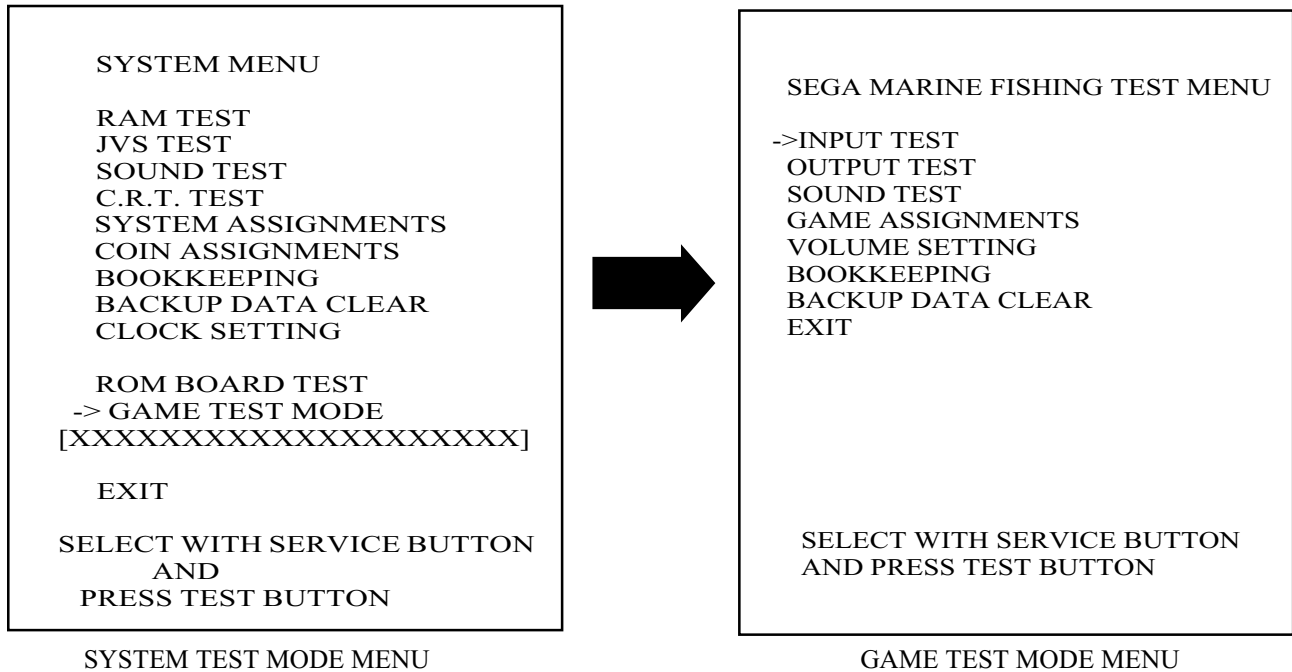 SYSTEM MENU
RAM TEST
JVS TEST
SOUND TEST
C.R.T. TEST
SYSTEM ASSIGNMENTS
COIN ASSIGNMENTS
BOOKKEEPING
BACKUP DATA CLEAR
CLOCK SETTING
ROM BOARD TEST
-> GAME TEST MODE
[XXXXXXXXXXXXXXXXXXXXX]
EXIT
SELECT WITH SERVICE BUTTON
AND
PRESS TEST BUTTON
SYSTEM TEST MODE MENU
SEGA MARINE FISHING TEST MENU
->INPUT TEST
OUTPUT TEST
SOUND TEST
GAME ASSIGNMENTS
VOLUME SETTING
BOOKKEEPING
BACKUP DATA CLEAR
EXIT
SELECT WITH SERVICE BUTTON
AND PRESS TEST BUTTON
GAME TEST MODE MENU